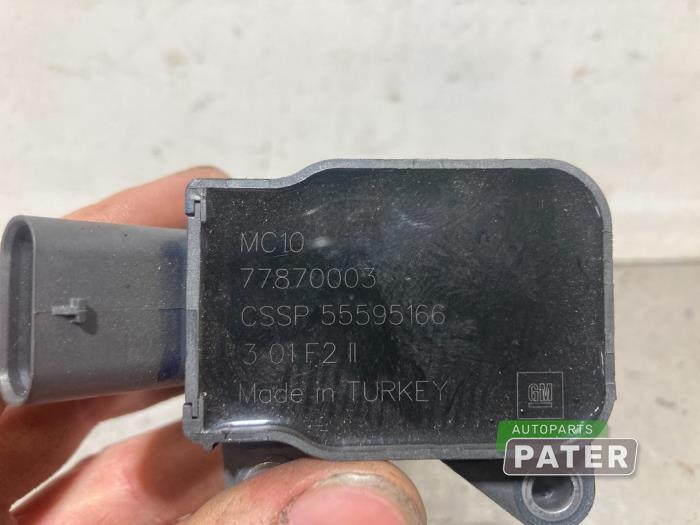 MC10
77870003
CSSP 55595166
3 01 F2 II
Made in TURKEY
GM
AUTOPARTS
PATER